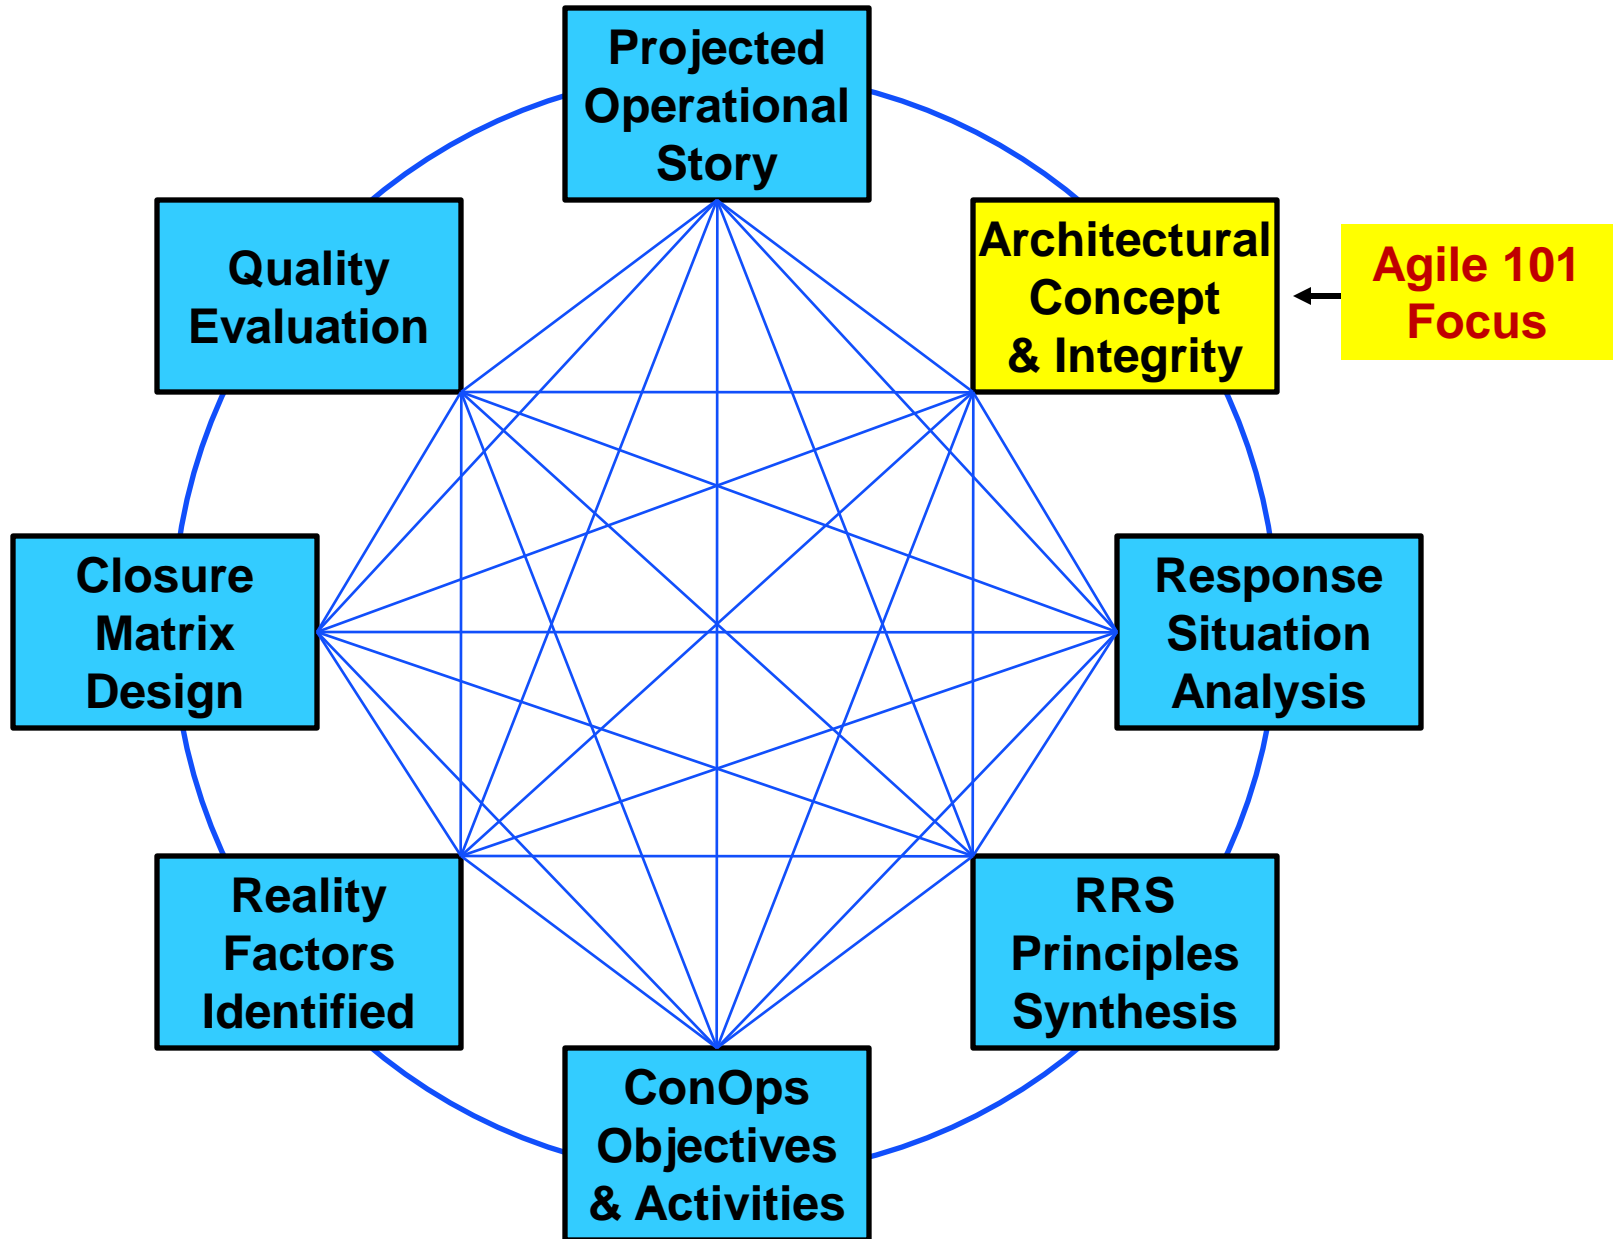 Projected
Operational
Story
Quality
Evaluation
Architectural
Concept
& Integrity
Agile 101
Focus
Closure
Matrix
Design
Response
Situation
Analysis
Reality
Factors
Identified
RRS
Principles
Synthesis
ConOps
Objectives
& Activities